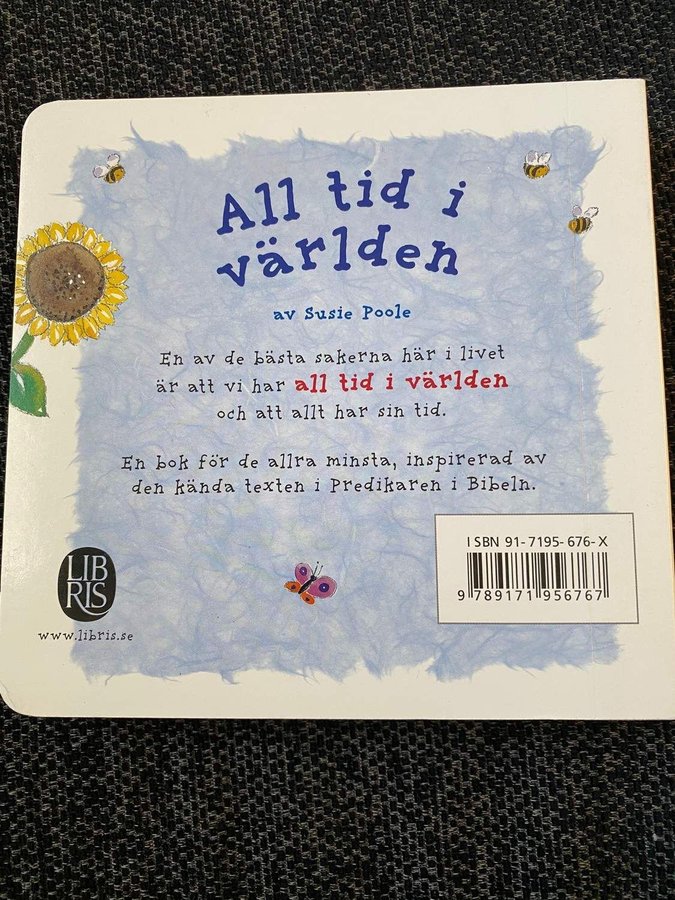 All tid i
världen
av Susie Poole
En av de bästa sakerna här i livet
är att vi har all tid i världen
och att allt har sin tid.
En bok för de allra minsta, inspirerad av
den kända texten i Predikaren i Bibeln.
ISBN 91-7195-676-X
9 789171 956767
LIB
RIS
www.libris.se